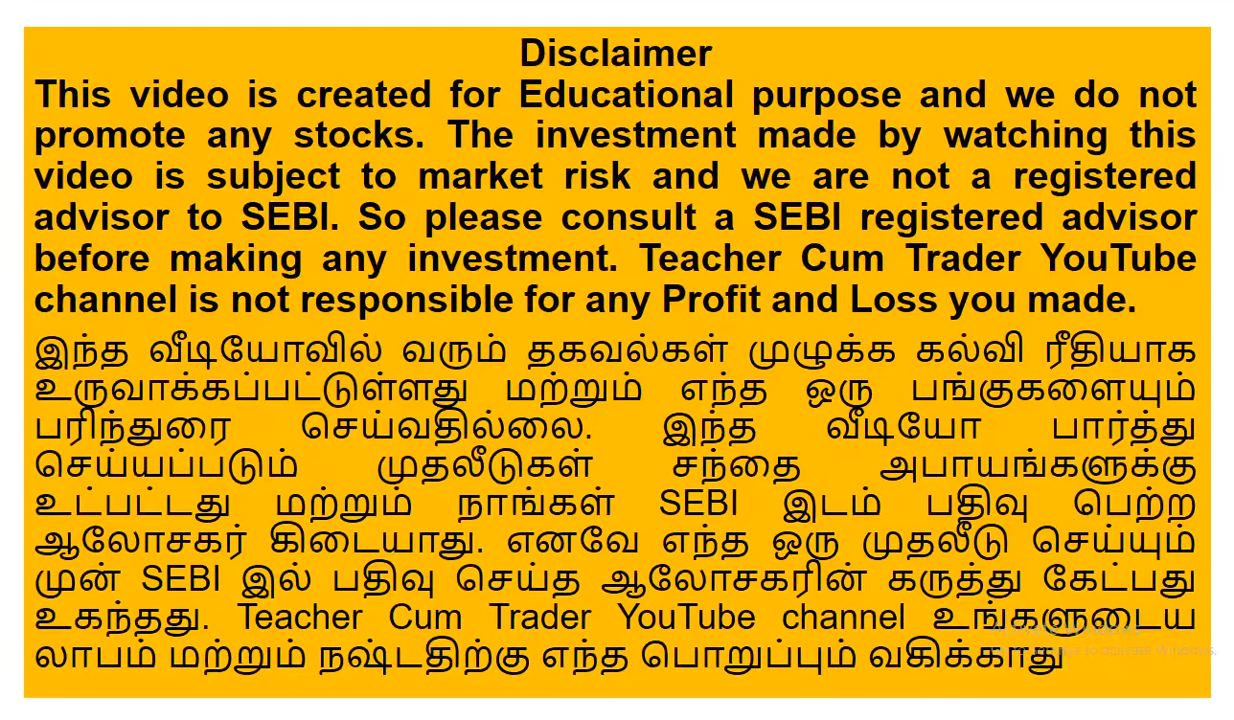 Disclaimer
This video is created for Educational purpose and we do not
promote any stocks. The investment made by watching this
video is subject to market risk and we are not a registered
advisor to SEBI. So please consult a SEBI registered advisor
before making any investment. Teacher Cum Trader YouTube
channel is not responsible for any Profit and Loss you made.
இந்த வீடியோவில் வரும் தகவல்கள் முழுக்க கல்வி ரீதியாக
உருவாக்கப்பட்டுள்ளது மற்றும் எந்த ஒரு பங்குகளையும்
பரிந்துரை செய்வதில்லை. இந்த வீடியோ பார்த்து
செய்யப்படும் முதலீடுகள் சந்தை அபாயங்களுக்கு
உட்பட்டது மற்றும் நாங்கள் SEBI இடம் பதிவு பெற்ற
ஆலோசகர் கிடையாது. எனவே எந்த ஒரு முதலீடு செய்யும்
முன் SEBI இல் பதிவு செய்த ஆலோசகரின் கருத்து கேட்பது
உகந்தது. Teacher Cum Trader YouTube channel உங்களுடைய
லாபம் மற்றும் நஷ்டதிற்கு எந்த பொறுப்பும் வகிக்காது